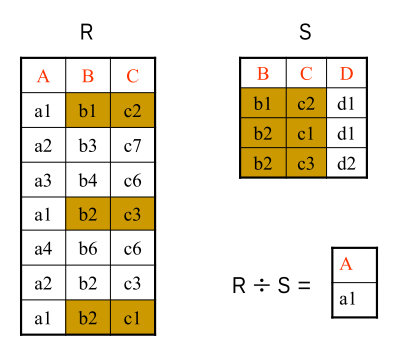 R
A B C
a1 b1 c2
a2 b3 c7
a3 b4 c6
a1 b2 c3
a4 b6 c6
a2 b2 c3
a1 b2 c1
S
B C D
b1 c2 d1
b2 c1 d1
b2 c3 d2
R ÷ S =
A
a1